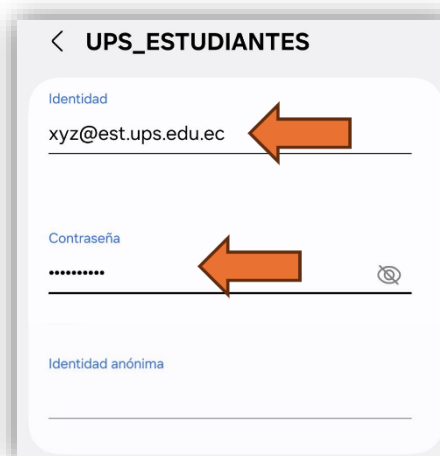 UPS_ESTUDIANTES
Identidad
xyz@est.ups.edu.ec
Contraseña
••••••••••
Identidad anónima